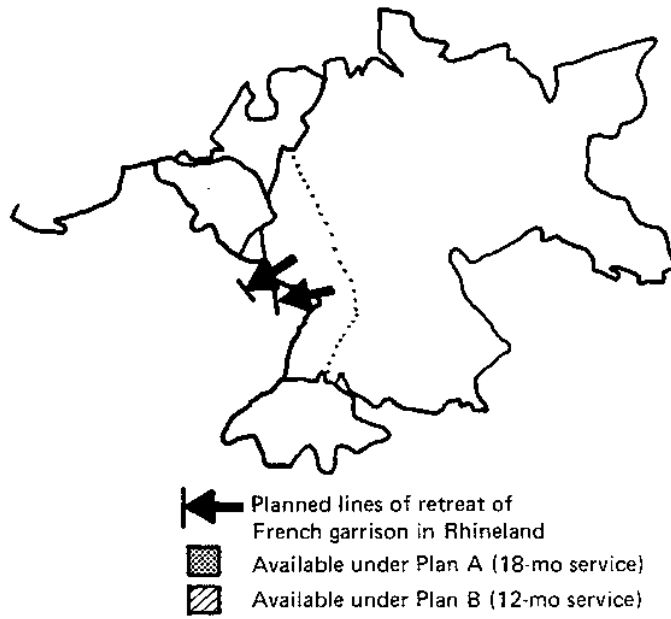 Planned lines of retreat of
French garrison in Rhineland
Available under Plan A (18-mo service)
Available under Plan B (12-mo service)